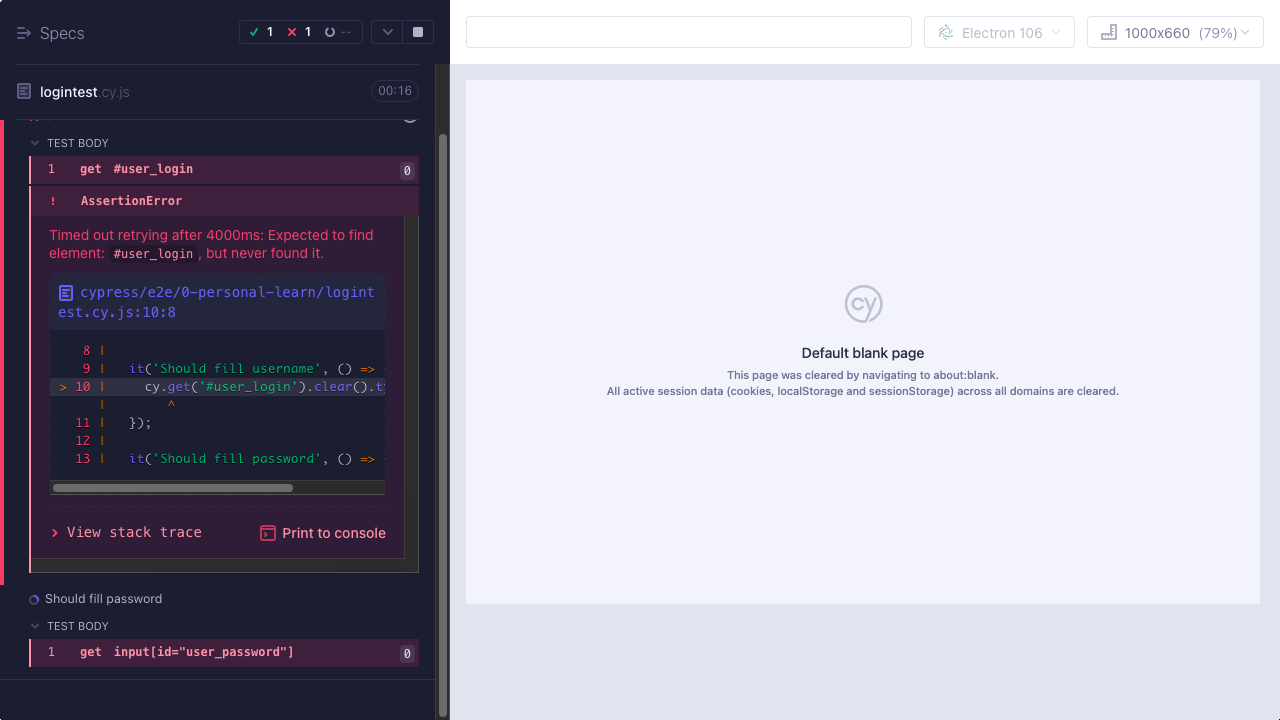 Specs
1
1
--
Electron 106
1000x660 (79%)
logintest.cy.js
00:16
TEST BODY
1 get #user_login 0
! AssertionError
Timed out retrying after 4000ms: Expected to find
element: #user_login, but never found it.
cypress/e2e/0-personal-learn/logint
est.cy.js:10:8
8 |
9 | it('Should fill username', () =>
> 10 | cy.get('#user_login').clear().t
| ^
11 | });
12 |
13 | it('Should fill password', () =>
> View stack trace
Print to console
Should fill password
TEST BODY
1 get input[id="user_password"] 0
cy
Default blank page
This page was cleared by navigating to about:blank.
All active session data (cookies, localStorage and sessionStorage) across all domains are cleared.